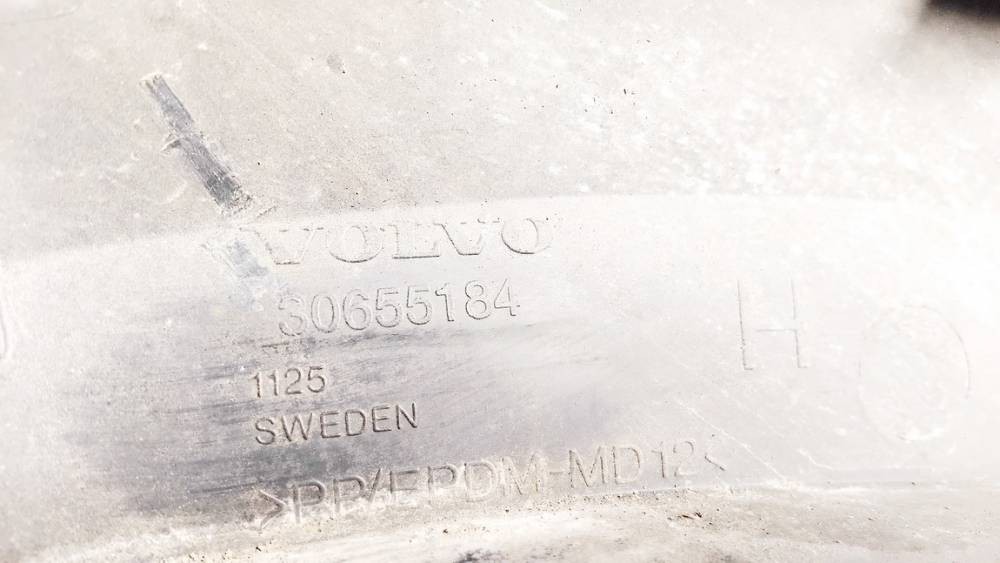 VOLVO
30655184
H
1125
SWEDEN
>PP/EPDM-MD12<